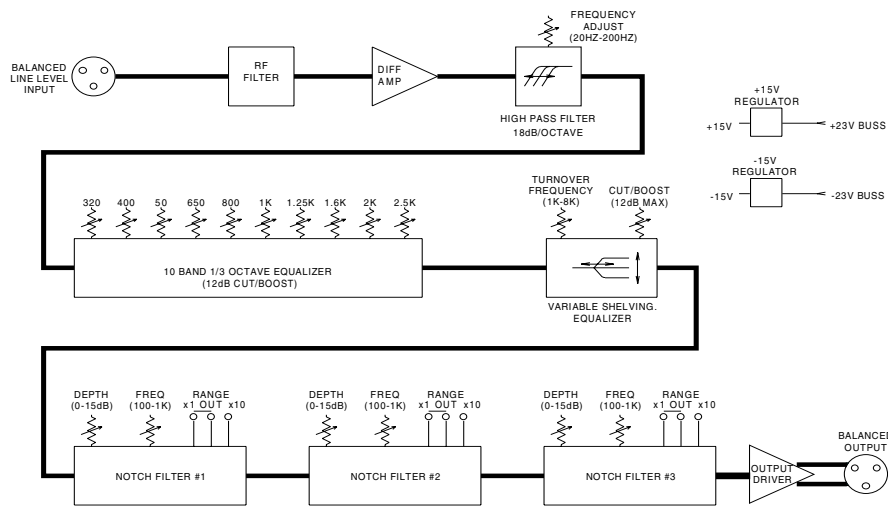 FREQUENCY
ADJUST
(20HZ-200HZ)
BALANCED
LINE LEVEL
INPUT
RF
FILTER
DIFF
AMP
HIGH PASS FILTER
18dB/OCTAVE
+15V
REGULATOR
+15V
+23V BUSS
-15V
REGULATOR
-15V
-23V BUSS
320 400 50 650 800 1K 1.25K 1.6K 2K 2.5K
10 BAND 1/3 OCTAVE EQUALIZER
(12dB CUT/BOOST)
TURNOVER
FREQUENCY
(1K-8K)
CUT/BOOST
(12dB MAX)
VARIABLE SHELVING.
EQUALIZER
DEPTH
(0-15dB)
FREQ
(100-1K)
RANGE
x1 OUT x10
NOTCH FILTER #1
DEPTH
(0-15dB)
FREQ
(100-1K)
RANGE
x1 OUT x10
NOTCH FILTER #2
DEPTH
(0-15dB)
FREQ
(100-1K)
RANGE
x1 OUT x10
NOTCH FILTER #3
OUTPUT
DRIVER
BALANCED
OUTPUT